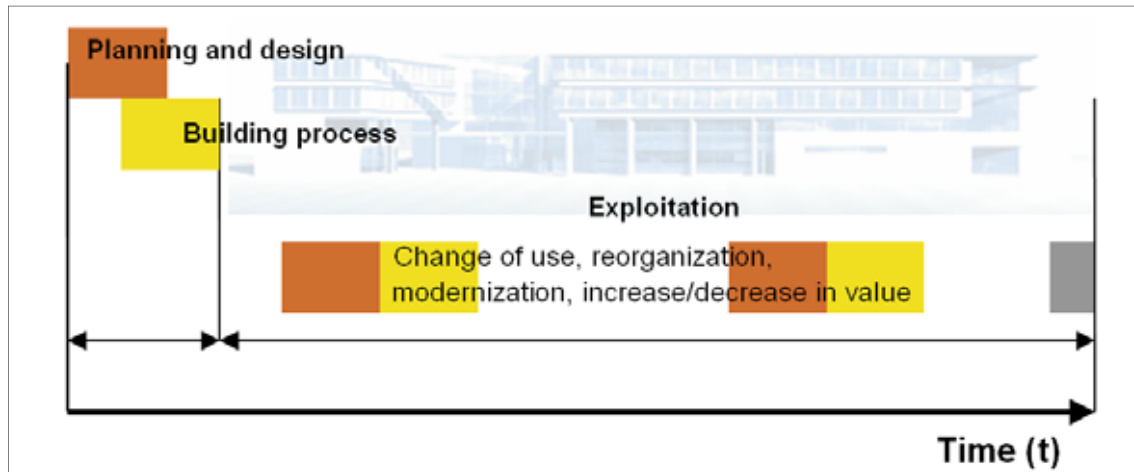 Planning and design
Building process
Exploitation
Change of use, reorganization,
modernization, increase/decrease in value
Time (t)